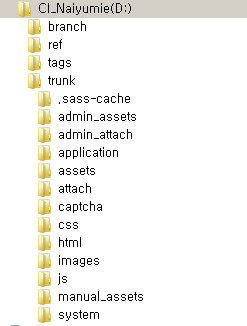 CI_Naiyumie(D:)
branch
ref
tags
trunk
.sass-cache
admin_assets
admin_attach
application
assets
attach
captcha
css
html
images
js
manual_assets
system